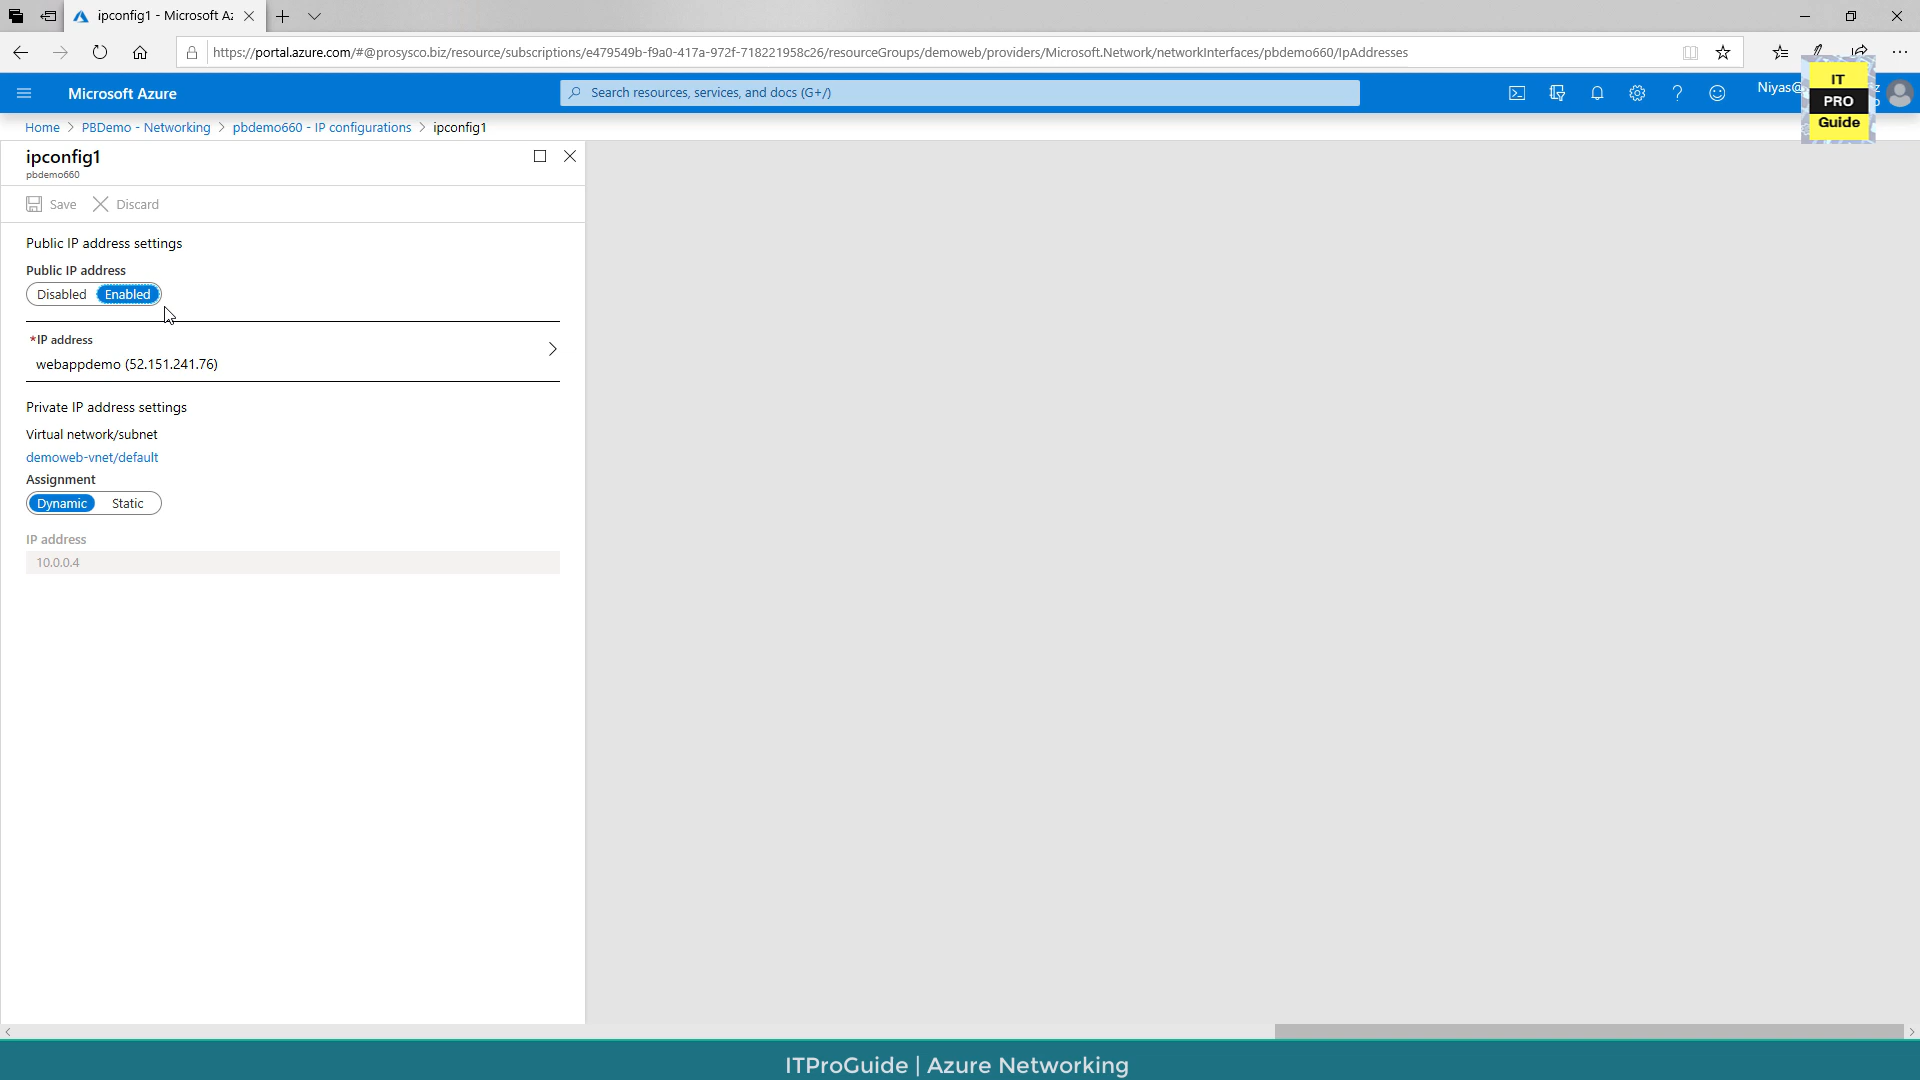 ipconfig1 - Microsoft Az
https://portal.azure.com/#@prosysco.biz/resource/subscriptions/e479549b-f9a0-417a-972f-718221958c26/resourceGroups/demoweb/providers/Microsoft.Network/networkInterfaces/pbdemo660/IpAddresses
Microsoft Azure
Search resources, services, and docs (G+/)
Niyas@
IT
PRO
Guide
Home > PBDemo - Networking > pbdemo660 - IP configurations > ipconfig1
ipconfig1
pbdemo660
Save Discard
Public IP address settings
Public IP address
Disabled Enabled
*IP address
webappdemo (52.151.241.76)
Private IP address settings
Virtual network/subnet
demoweb-vnet/default
Assignment
Dynamic Static
IP address
10.0.0.4
ITProGuide | Azure Networking